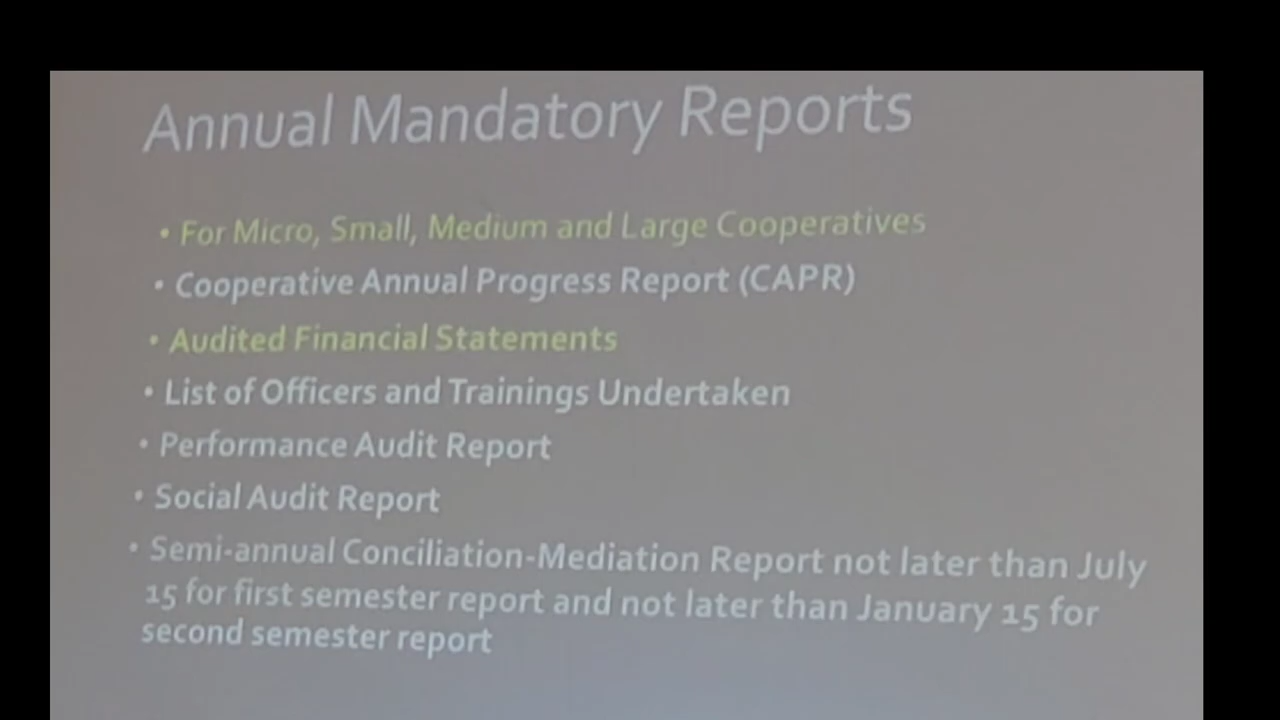 Annual Mandatory Reports
• For Micro, Small, Medium and Large Cooperatives
• Cooperative Annual Progress Report (CAPR)
• Audited Financial Statements
• List of Officers and Trainings Undertaken
• Performance Audit Report
• Social Audit Report
• Semi-annual Conciliation-Mediation Report not later than July
15 for first semester report and not later than January 15 for
second semester report